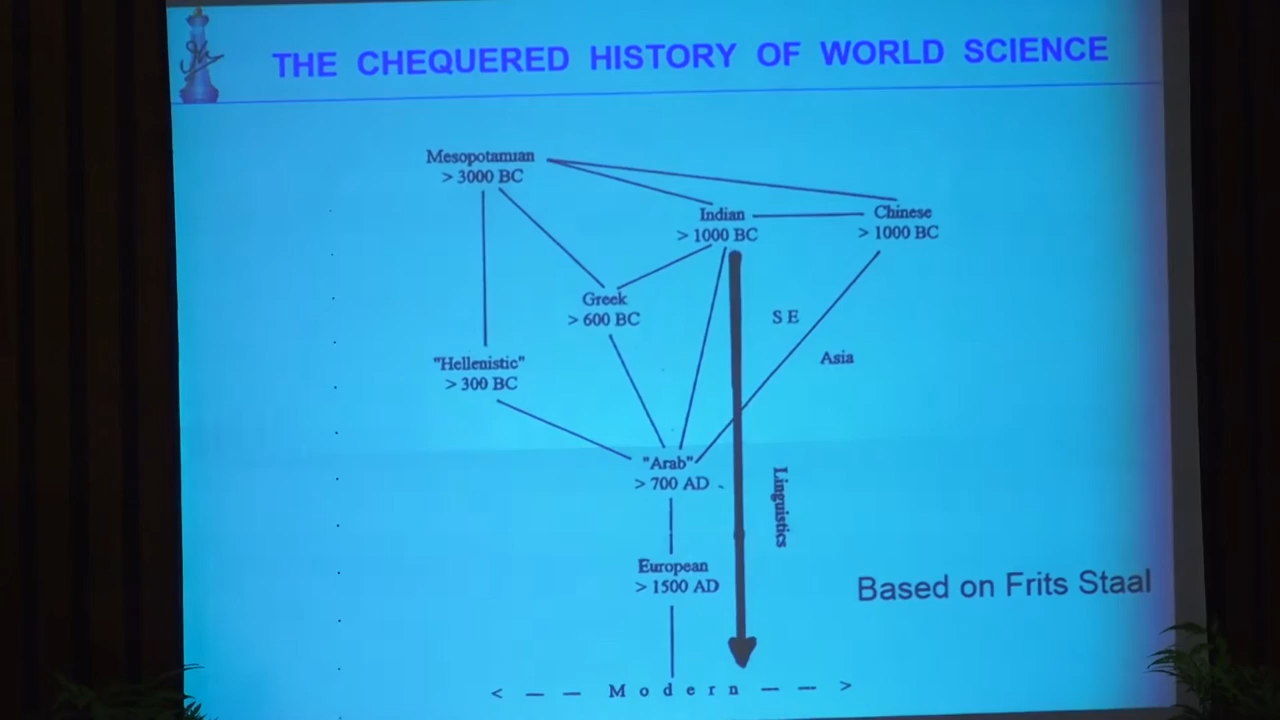 THE CHEQUERED HISTORY OF WORLD SCIENCE
Mesopotamian
> 3000 BC
Indian
> 1000 BC
Chinese
> 1000 BC
Greek
> 600 BC
S E
Asia
"Hellenistic"
> 300 BC
"Arab"
> 700 AD
Linguistics
European
> 1500 AD
Based on Frits Staal
< — — M o d e r n — — >